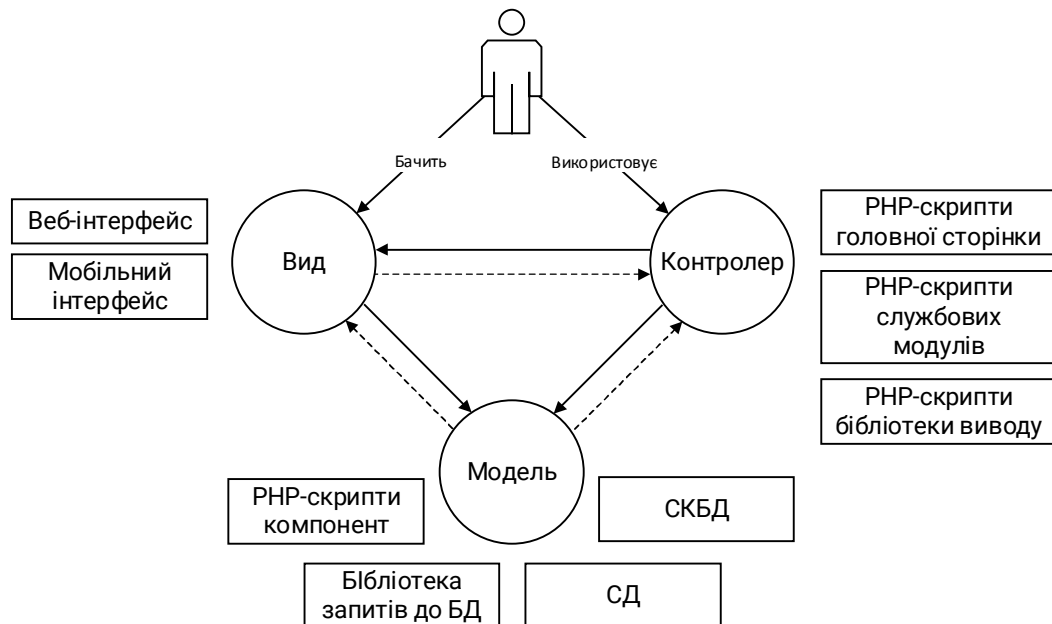 Бачить
Використовує
Веб-інтерфейс
Мобільний
інтерфейс
Вид
Контролер
PHP-скрипти
головної сторінки
PHP-скрипти
службових
модулів
PHP-скрипти
бібліотеки виводу
Модель
PHP-скрипти
компонент
СКБД
БІбліотека
запитів до БД
СД